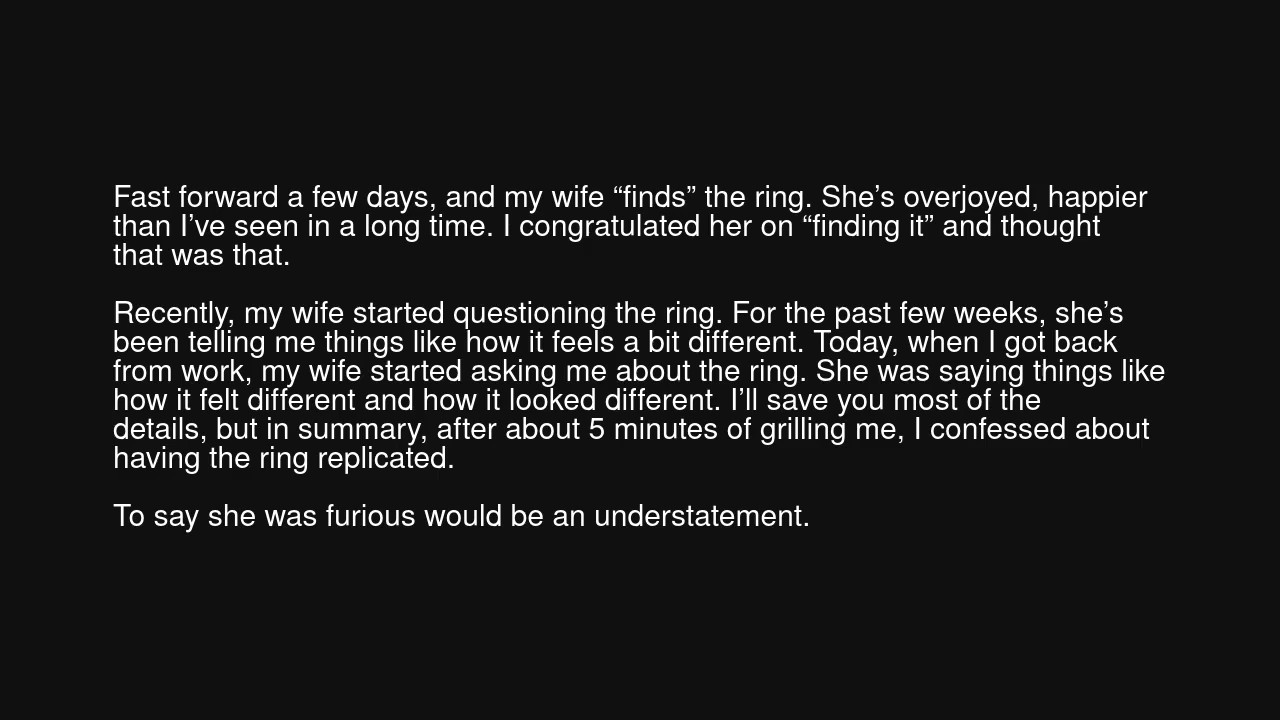 Fast forward a few days, and my wife “finds” the ring. She’s overjoyed, happier
than I’ve seen in a long time. I congratulated her on “finding it” and thought
that was that.
Recently, my wife started questioning the ring. For the past few weeks, she’s
been telling me things like how it feels a bit different. Today, when I got back
from work, my wife started asking me about the ring. She was saying things like
how it felt different and how it looked different. I’ll save you most of the
details, but in summary, after about 5 minutes of grilling me, I confessed about
having the ring replicated.
To say she was furious would be an understatement.